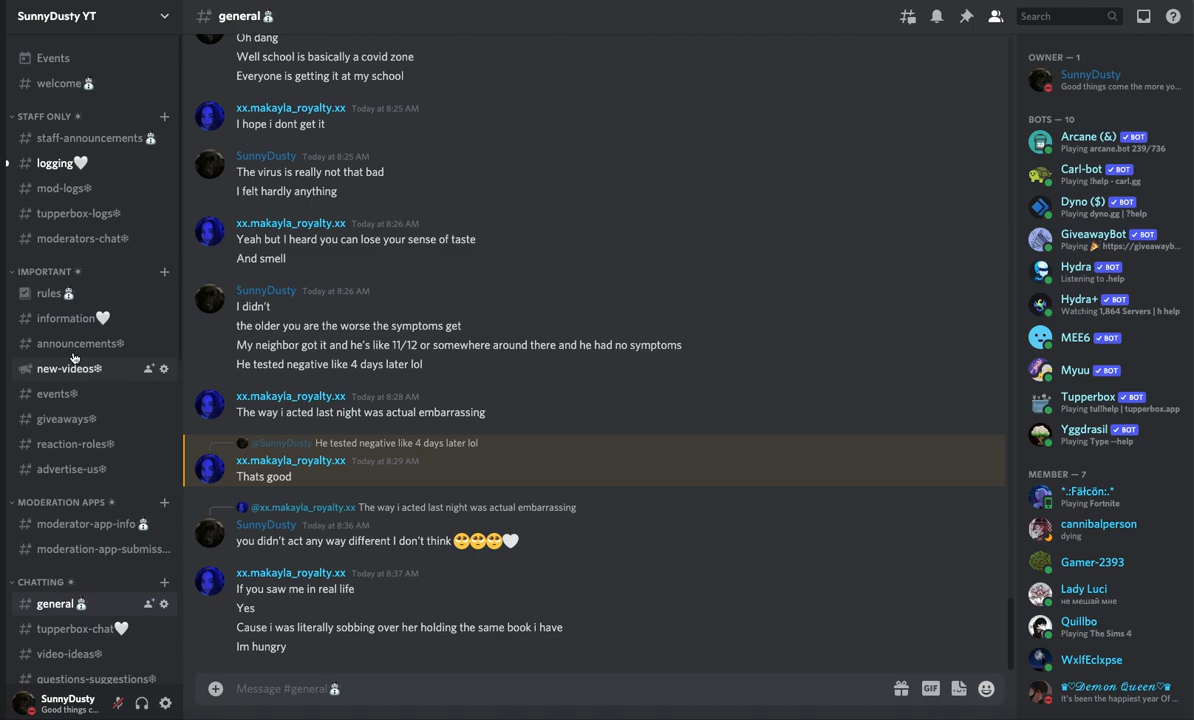 SunnyDusty YT
Events
welcome⛄
STAFF ONLY ☀
staff-announcements⛄
logging🤍
mod-logs❄
tupperbox-logs❄
moderators-chat❄
IMPORTANT ☀
rules⛄
information🤍
announcements❄
new-videos❄
events❄
giveaways❄
reaction-roles❄
advertise-us❄
MODERATION APPS ☀
moderator-app-info⛄
moderation-app-submiss...
CHATTING ☀
general⛄
tupperbox-chat🤍
video-ideas❄
questions-suggestions❄
SunnyDusty
Good things c...
general⛄
Search
Oh dang
Well school is basically a covid zone
Everyone is getting it at my school
xx.makayla_royalty.xx Today at 8:25 AM
I hope i dont get it
SunnyDusty Today at 8:25 AM
The virus is really not that bad
I felt hardly anything
xx.makayla_royalty.xx Today at 8:26 AM
Yeah but I heard you can lose your sense of taste
And smell
SunnyDusty Today at 8:26 AM
I didn't
the older you are the worse the symptoms get
My neighbor got it and he's like 11/12 or somewhere around there and he had no symptoms
He tested negative like 4 days later lol
xx.makayla_royalty.xx Today at 8:28 AM
The way i acted last night was actual embarrassing
@SunnyDusty He tested negative like 4 days later lol
xx.makayla_royalty.xx Today at 8:29 AM
Thats good
@xx.makayla_royalty.xx The way i acted last night was actual embarrassing
SunnyDusty Today at 8:36 AM
you didn't act any way different I don't think 🥺🥺🥺🤍
xx.makayla_royalty.xx Today at 8:37 AM
If you saw me in real life
Yes
Cause i was literally sobbing over her holding the same book i have
Im hungry
Message #general⛄
GIF
OWNER — 1
SunnyDusty
Good things come the more yo...
BOTS — 10
Arcane (&) ✓ BOT
Playing arcane.bot 239/736
Carl-bot ✓ BOT
Playing !help - carl.gg
Dyno ($) ✓ BOT
Playing dyno.gg | ?help
GiveawayBot ✓ BOT
Playing 🎉 https://giveawayb...
Hydra ✓ BOT
Listening to .help
Hydra+ ✓ BOT
Watching 1,864 Servers | h help
MEE6 ✓ BOT
Myuu ✓ BOT
Tupperbox ✓ BOT
Playing tul!help | tupperbox.app
Yggdrasil ✓ BOT
Playing Type --help
MEMBER — 7
*.:Fäłcön:.*
Playing Fortnite
cannibalperson
dying
Gamer-2393
Lady Luci
не мешай мне
Quillbo
Playing The Sims 4
WxlfEclxpse
♛♡𝓓𝓮𝓶𝓸𝓷 𝓠𝓾𝓮𝓮𝓷♡♛
It's been the happiest year Of ...